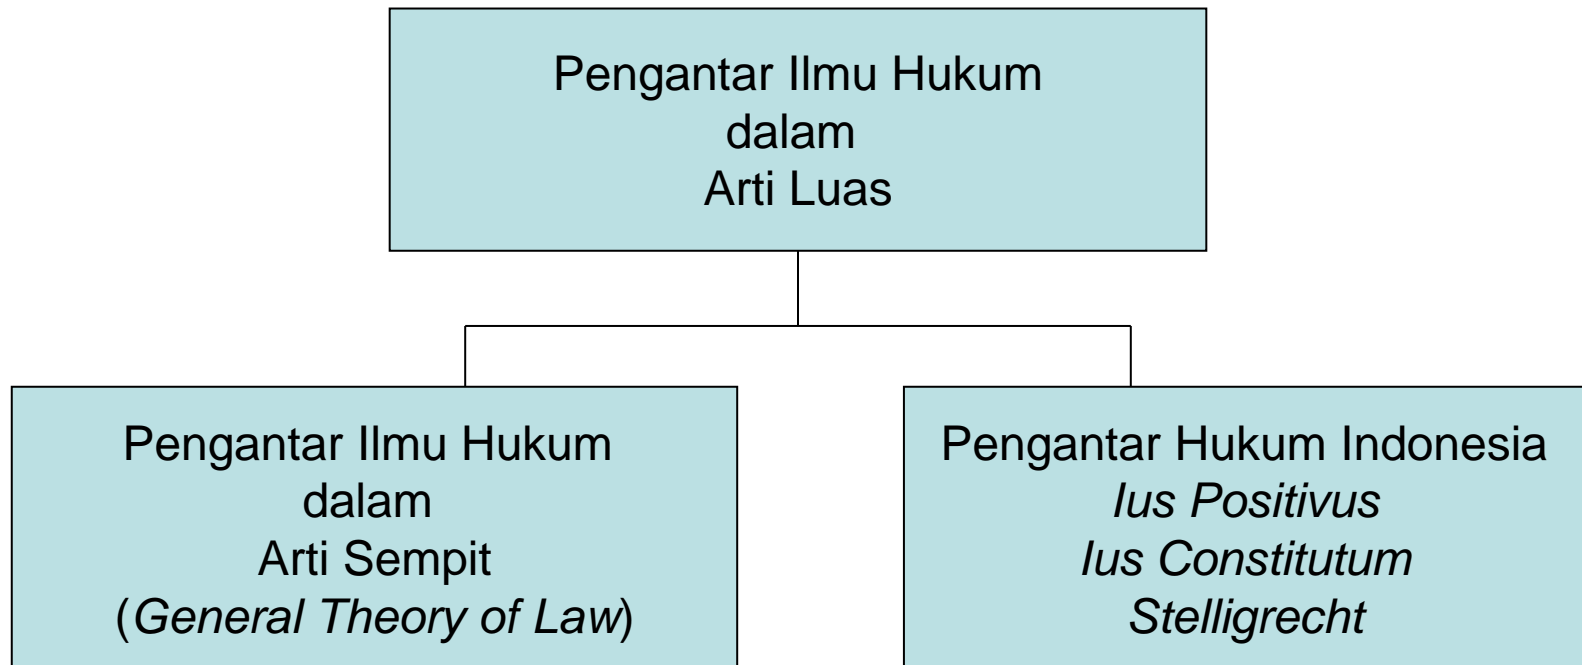 Pengantar Ilmu Hukum
dalam
Arti Luas
Pengantar Ilmu Hukum
dalam
Arti Sempit
(General Theory of Law)
Pengantar Hukum Indonesia
Ius Positivus
Ius Constitutum
Stelligrecht